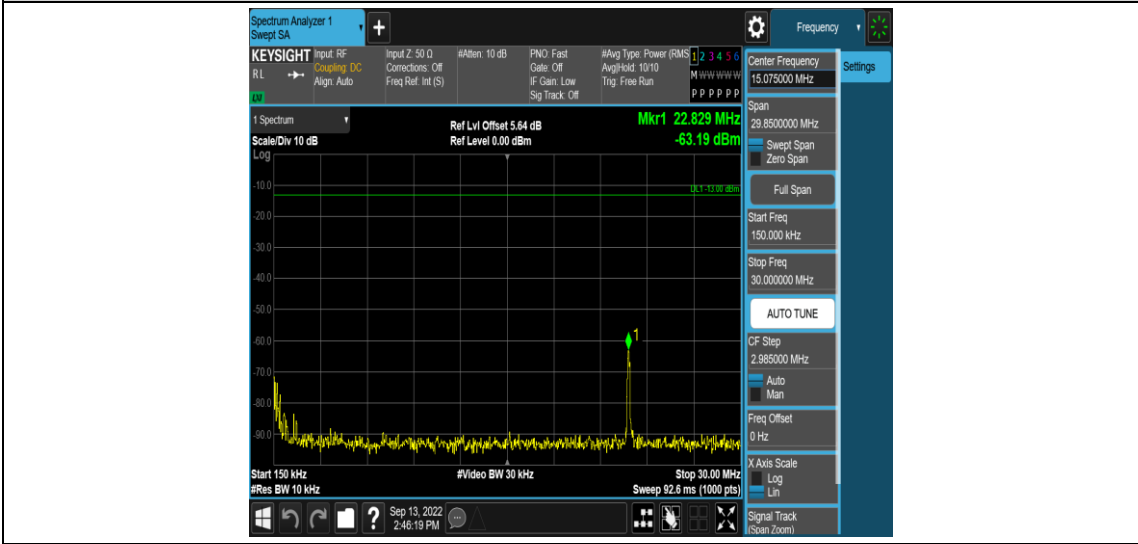 Spectrum Analyzer 1
Swept SA
+
Frequency
KEYSIGHT
RL
LXI
Input: RF
Coupling: DC
Align: Auto
Input Z: 50 Ω
Corrections: Off
Freq Ref: Int (S)
#Atten: 10 dB
PNO: Fast
Gate: Off
IF Gain: Low
Sig Track: Off
#Avg Type: Power (RMS
Avg|Hold: 10/10
Trig: Free Run
1 2 3 4 5 6
M W W W W W
P P P P P P
1 Spectrum
Scale/Div 10 dB
Ref Lvl Offset 5.64 dB
Ref Level 0.00 dBm
Mkr1 22.829 MHz
-63.19 dBm
Log
DL1 -13.00 dBm
-10.0
-20.0
-30.0
-40.0
-50.0
-60.0
-70.0
-80.0
-90.0
1
Start 150 kHz
#Res BW 10 kHz
#Video BW 30 kHz
Stop 30.00 MHz
Sweep 92.6 ms (1000 pts)
?
Sep 13, 2022
2:46:19 PM
Center Frequency
15.075000 MHz
Settings
Span
29.8500000 MHz
Swept Span
Zero Span
Full Span
Start Freq
150.000 kHz
Stop Freq
30.000000 MHz
AUTO TUNE
CF Step
2.985000 MHz
Auto
Man
Freq Offset
0 Hz
X Axis Scale
Log
Lin
Signal Track
(Span Zoom)